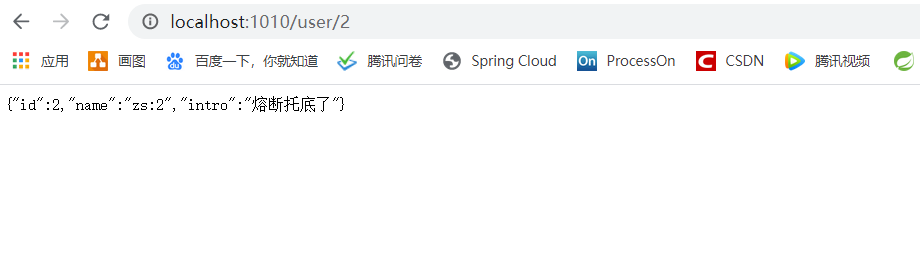 localhost:1010/user/2
应用 画图 百度一下，你就知道 腾讯问卷 Spring Cloud On ProcessOn C CSDN 腾讯视频
{"id":2,"name":"zs:2","intro":"熔断托底了"}